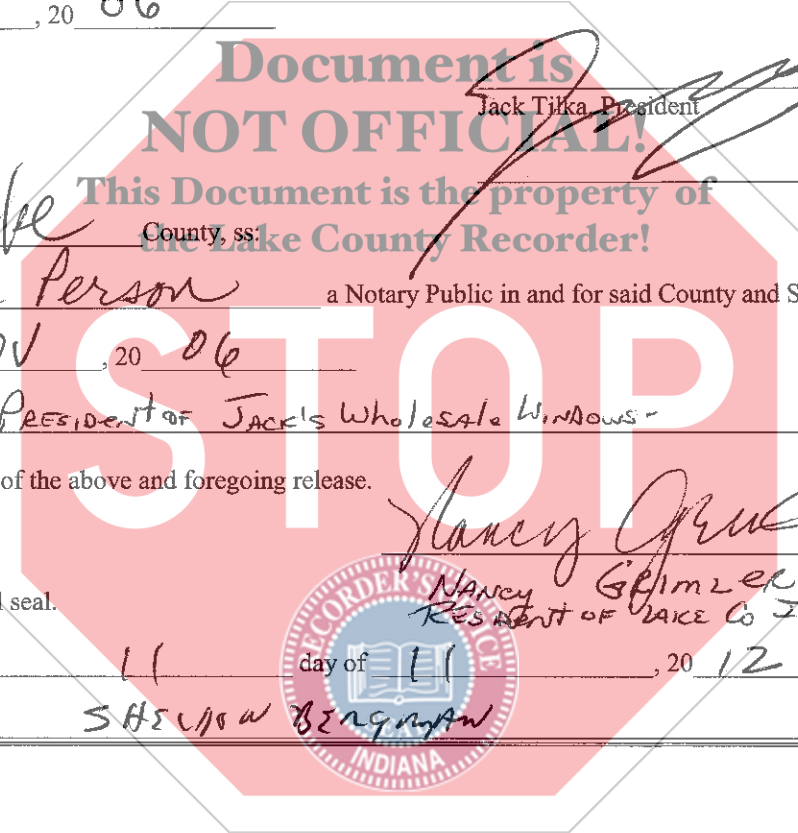 , 20 06
Document is
NOT OFFICIAL!
Jack Tilka, President
This Document is the property of
the Lake County Recorder!
County, ss:
Person a Notary Public in and for said County and S
, 20 06
PRESIDENT OF JACK'S Wholesale WINDOWS-
of the above and foregoing release.
STOP
Nancy
NANCY GRIMLER
RESIDENT OF LAKE Co
seal.
11 day of 11, 20 12
BERGMAN
RECORDER'S OFFICE
SEAL
INDIANA